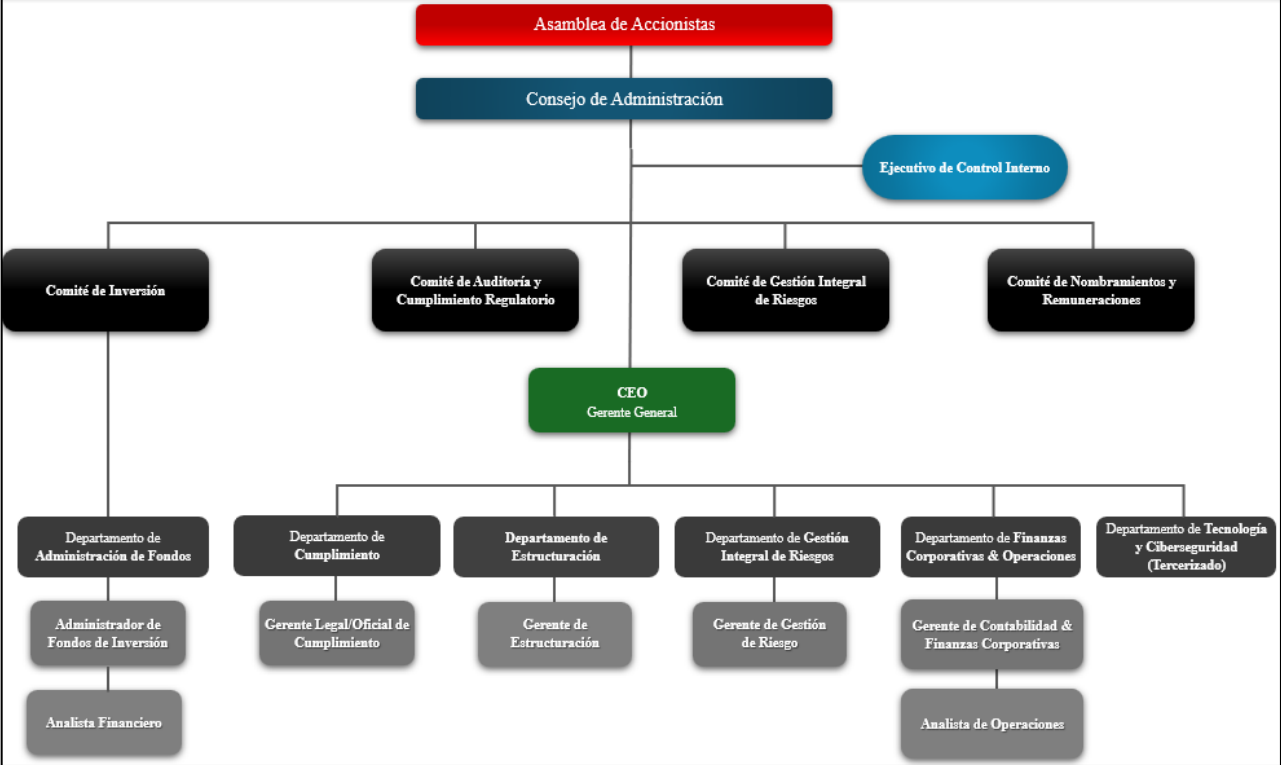 Asamblea de Accionistas
Consejo de Administración
Ejecutivo de Control Interno
Comité de Inversión
Comité de Auditoría y
Cumplimiento Regulatorio
Comité de Gestión Integral
de Riesgos
Comité de Nombramientos y
Remuneraciones
CEO
Gerente General
Departamento de
Administración de Fondos
Departamento de
Cumplimiento
Departamento de
Estructuración
Departamento de Gestión
Integral de Riesgos
Departamento de Finanzas
Corporativas & Operaciones
Departamento de Tecnología
y Ciberseguridad
(Tercerizado)
Administrador de
Fondos de Inversión
Gerente Legal/Oficial de
Cumplimiento
Gerente de
Estructuración
Gerente de Gestión
de Riesgo
Gerente de Contabilidad &
Finanzas Corporativas
Analista Financiero
Analista de Operaciones